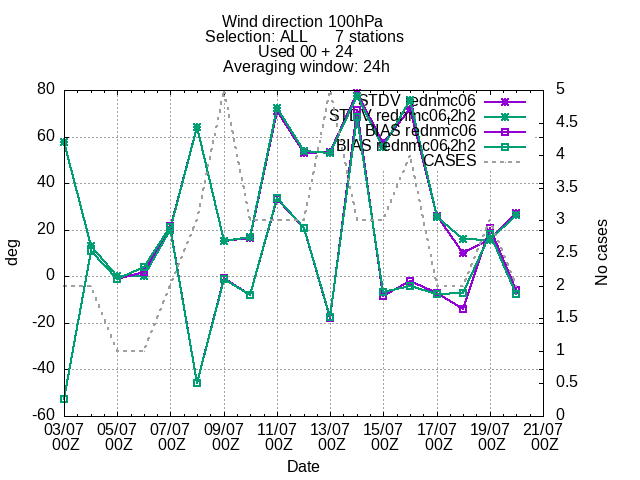 Wind direction 100hPa
Selection: ALL 7 stations
Used 00 + 24
Averaging window: 24h
STDV rednmc06
STDV rednmc06,2h2
BIAS rednmc06
BIAS rednmc06,2h2
CASES
80
60
40
20
0
-20
-40
-60
deg
5
4.5
4
3.5
3
2.5
2
1.5
1
0.5
0
No cases
03/07 05/07 07/07 09/07 11/07 13/07 15/07 17/07 19/07 21/07
00Z 00Z 00Z 00Z 00Z 00Z 00Z 00Z 00Z 00Z
Date